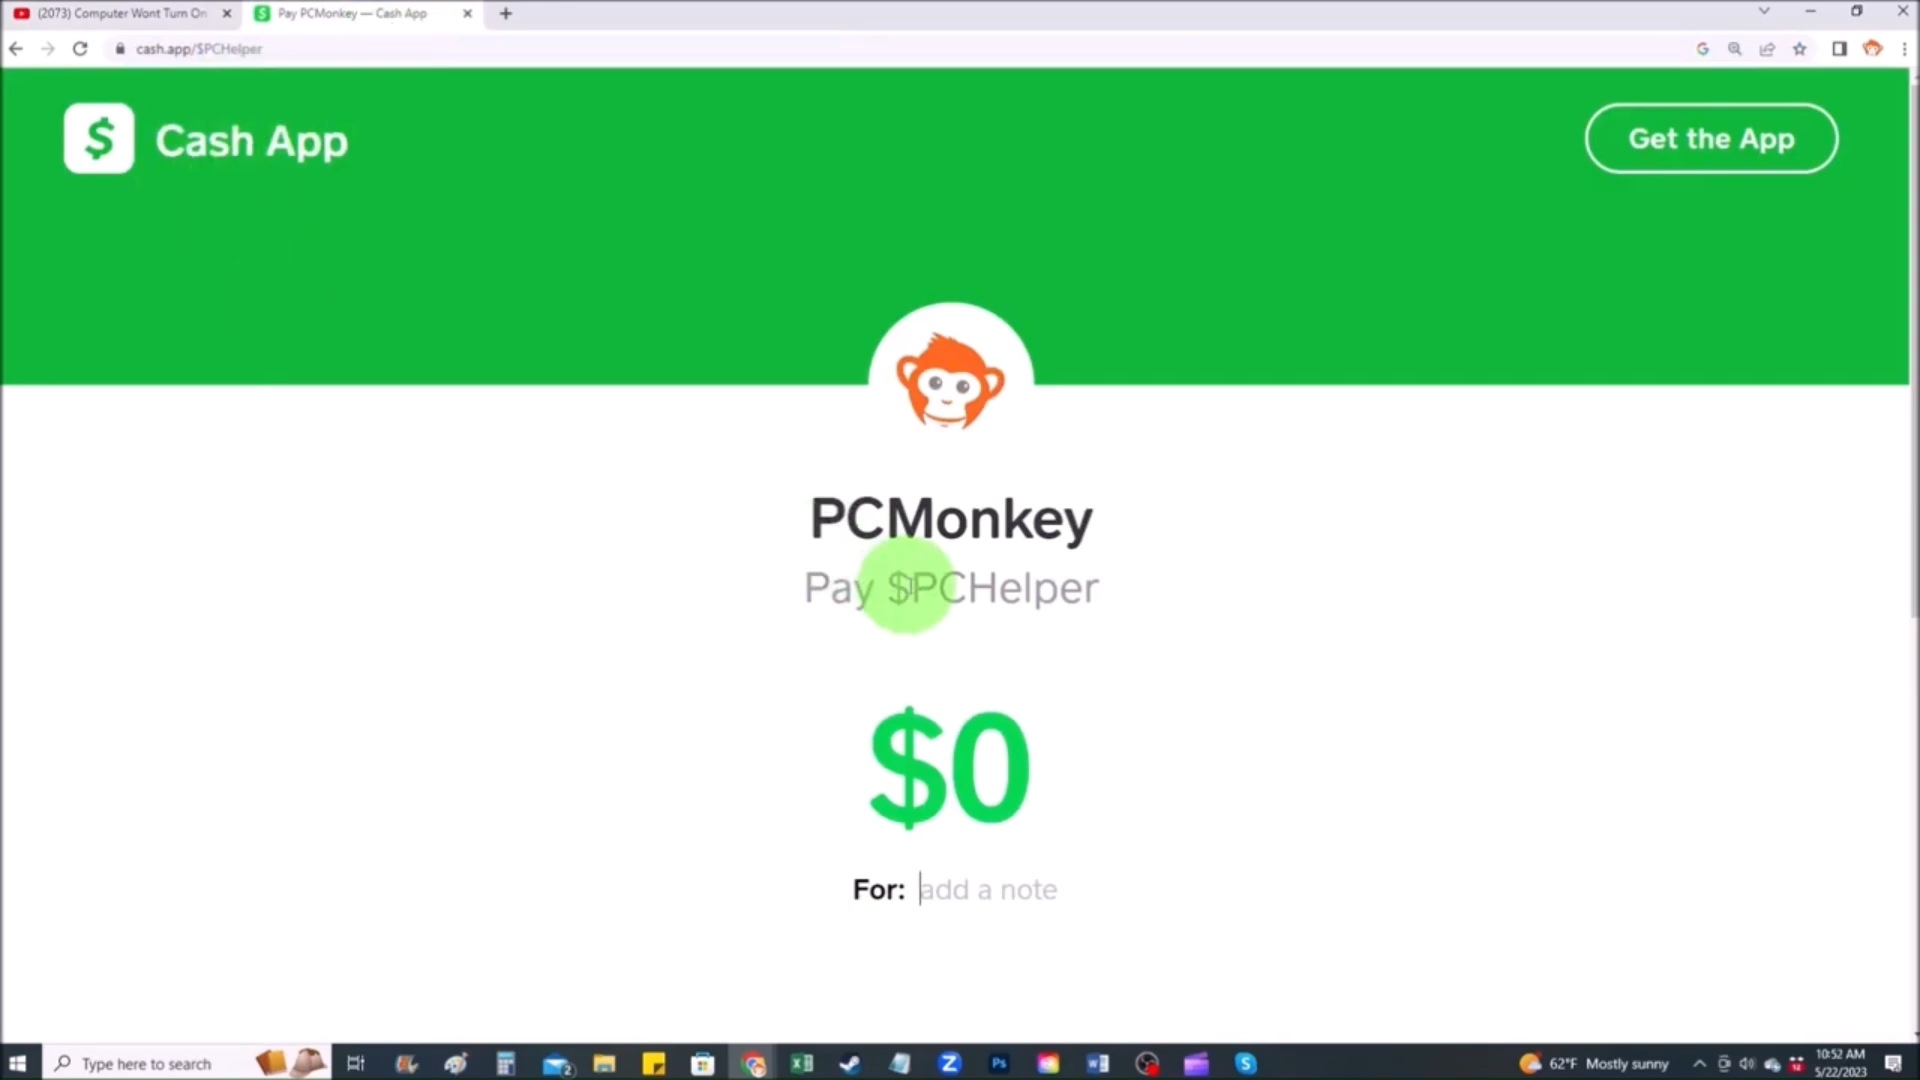 (2073) Computer Wont Turn On
Pay PCMonkey — Cash App
cash.app/$PCHelper
$ Cash App
Get the App
PCMonkey
Pay $PCHelper
$0
For: add a note
Type here to search
62°F Mostly sunny
10:52 AM
5/22/2023